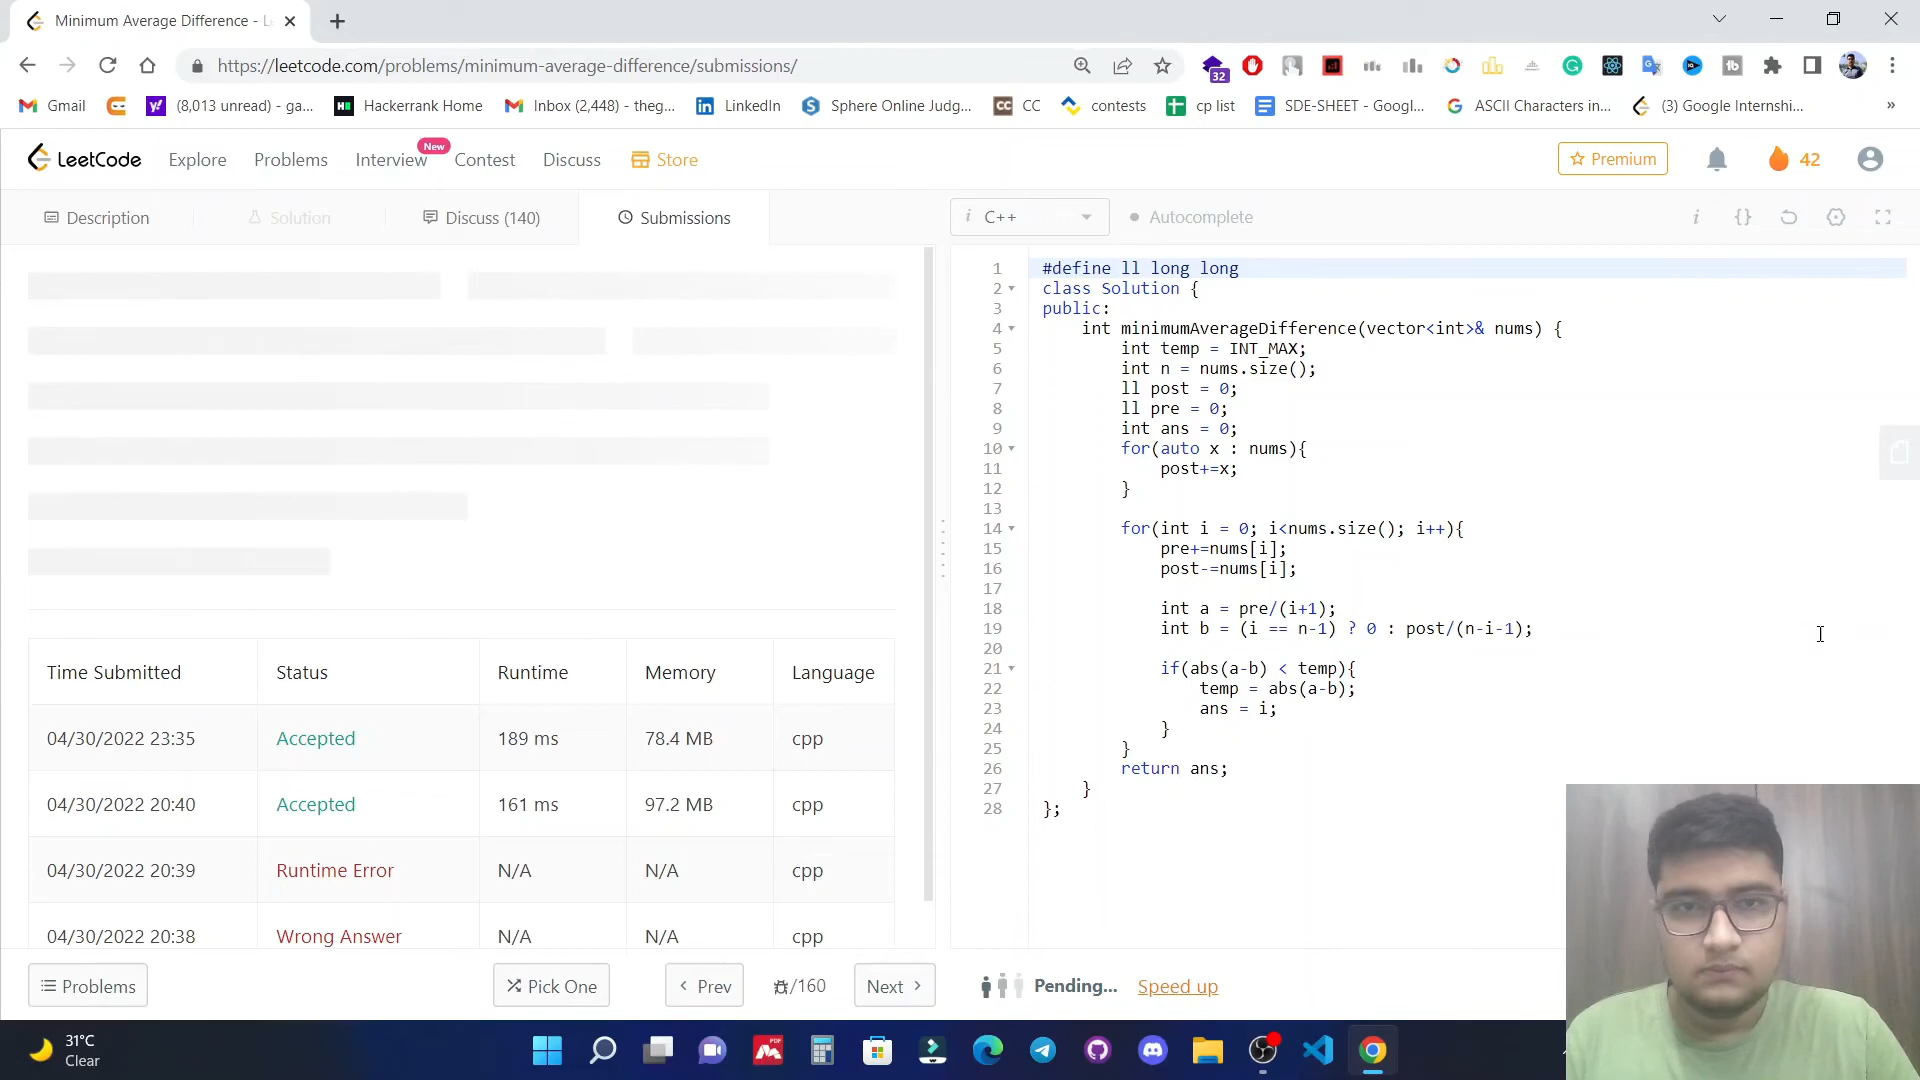 Minimum Average Difference - L
https://leetcode.com/problems/minimum-average-difference/submissions/
32
Gmail
(8,013 unread) - ga...
Hackerrank Home
Inbox (2,448) - theg...
LinkedIn
Sphere Online Judg...
CC
contests
cp list
SDE-SHEET - Googl...
ASCII Characters in...
(3) Google Internshi...
»
LeetCode
Explore
Problems
Interview
New
Contest
Discuss
Store
Premium
42
Description
Solution
Discuss (140)
Submissions
i C++
Autocomplete
i {}
1 #define ll long long
2 class Solution {
3 public:
4 int minimumAverageDifference(vector<int>& nums) {
5 int temp = INT_MAX;
6 int n = nums.size();
7 ll post = 0;
8 ll pre = 0;
9 int ans = 0;
10 for(auto x : nums){
11 post+=x;
12 }
13
14 for(int i = 0; i<nums.size(); i++){
15 pre+=nums[i];
16 post-=nums[i];
17
18 int a = pre/(i+1);
19 int b = (i == n-1) ? 0 : post/(n-i-1);
20
21 if(abs(a-b) < temp){
22 temp = abs(a-b);
23 ans = i;
24 }
25 }
26 return ans;
27 }
28 };
Time Submitted Status Runtime Memory Language
04/30/2022 23:35 Accepted 189 ms 78.4 MB cpp
04/30/2022 20:40 Accepted 161 ms 97.2 MB cpp
04/30/2022 20:39 Runtime Error N/A N/A cpp
04/30/2022 20:38 Wrong Answer N/A N/A cpp
Problems
Pick One
Prev
/160
Next
Pending...
Speed up
31°C
Clear
PDF